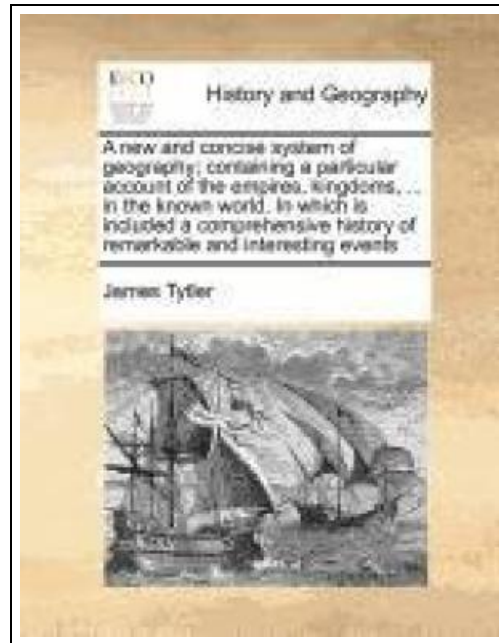 ECCO
History and Geography
A new and concise system of
geography; containing a particular
account of the empires, kingdoms, ...
in the known world. In which is
included a comprehensive history of
remarkable and interesting events
James Tytler